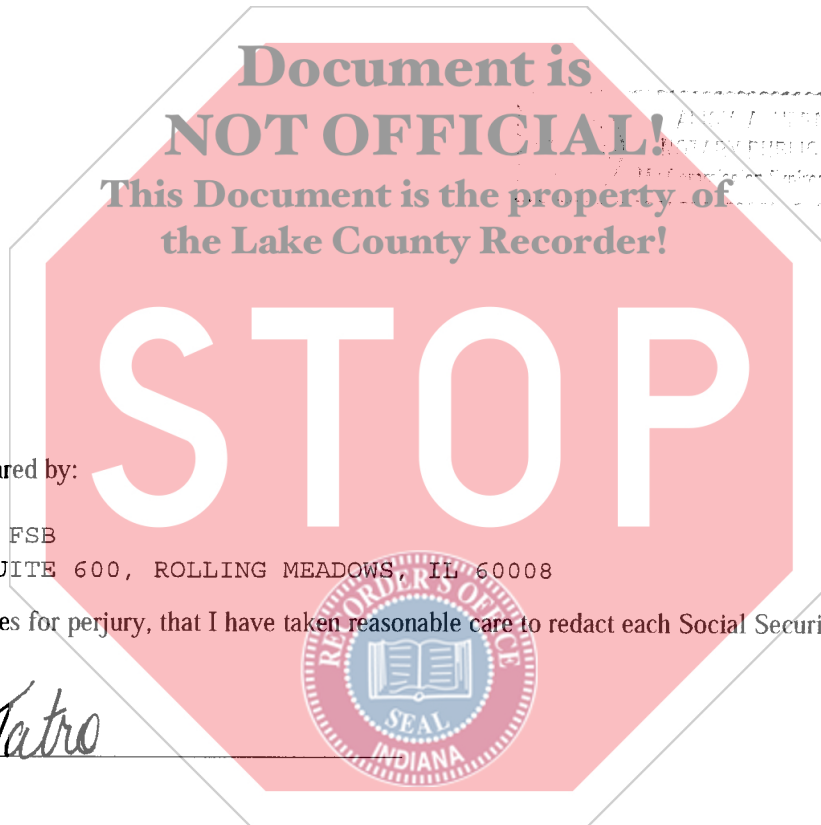 Document is
NOT OFFICIAL!
This Document is the property of
the Lake County Recorder!
NOTARY PUBLIC
STOP
ared by:
FSB
UITE 600, ROLLING MEADOWS, IL 60008
es for perjury, that I have taken reasonable care to redact each Social Securi
Tatro
RECORDER'S OFFICE
SEAL
INDIANA